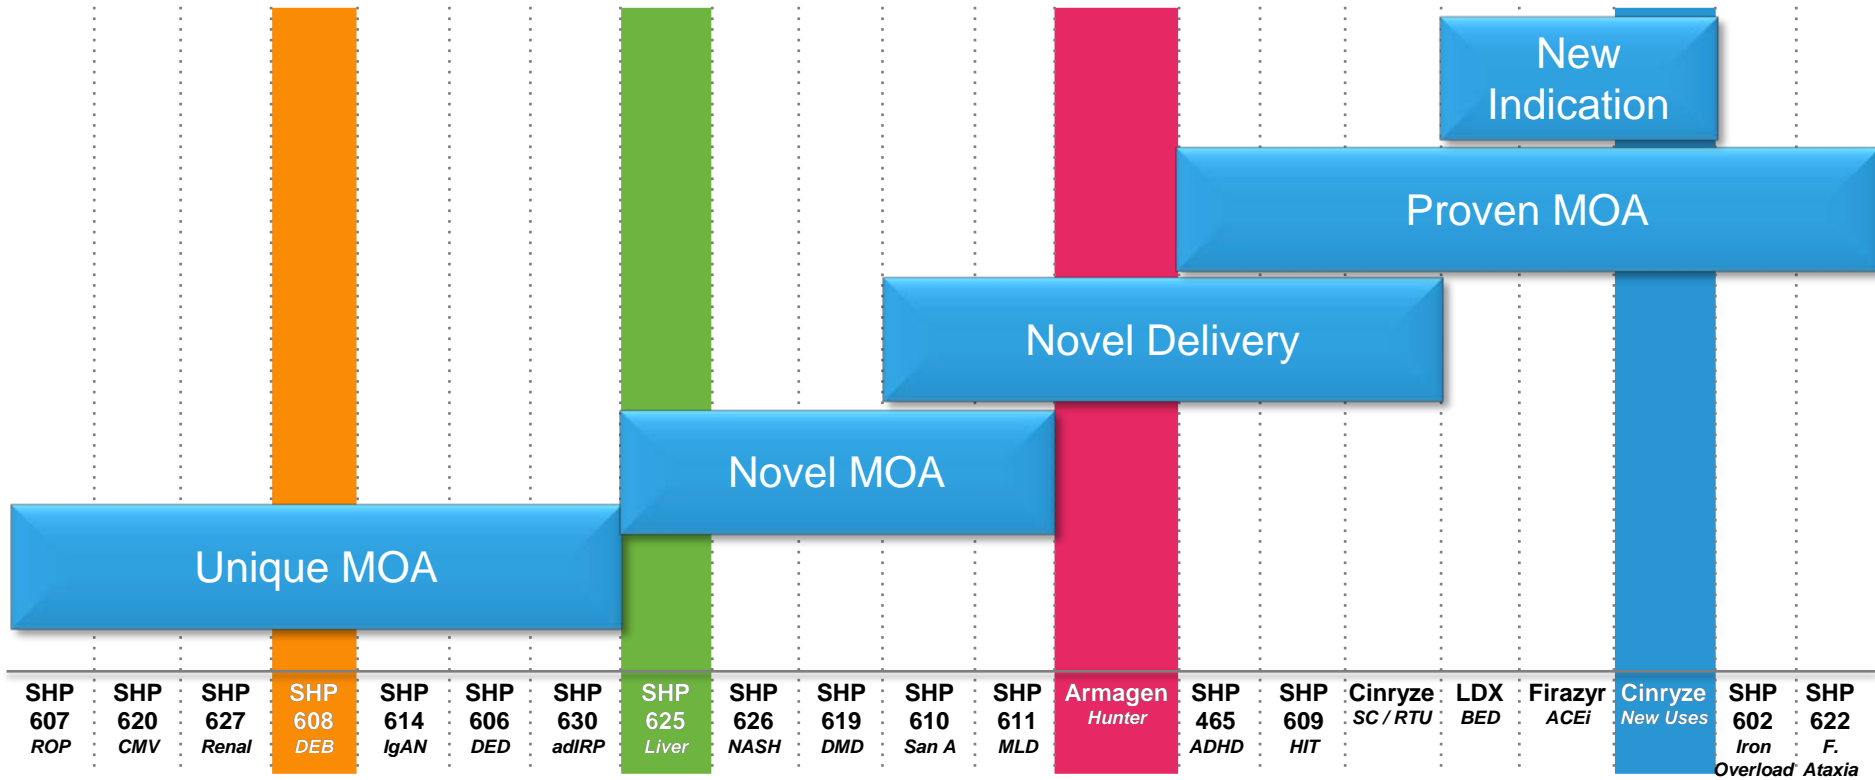 New
Indication
Proven MOA
Novel Delivery
Novel MOA
Unique MOA
SHP
607
ROP
SHP
620
CMV
SHP
627
Renal
SHP
608
DEB
SHP
614
IgAN
SHP
606
DED
SHP
630
adIRP
SHP
625
Liver
SHP
626
NASH
SHP
619
DMD
SHP
610
San A
SHP
611
MLD
Armagen
Hunter
SHP
465
ADHD
SHP
609
HIT
Cinryze
SC / RTU
LDX
BED
Firazyr
ACEi
Cinryze
New Uses
SHP
602
Iron
Overload
SHP
622
F.
Ataxia